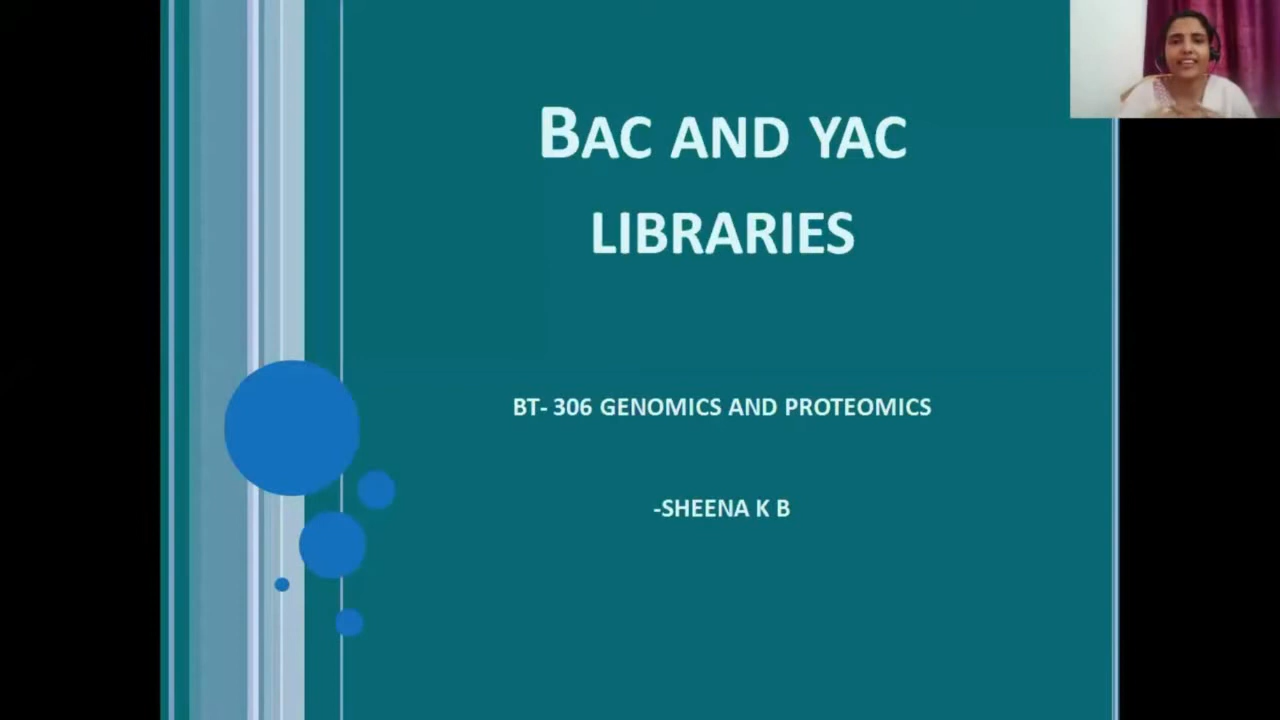 BAC AND YAC
LIBRARIES
BT- 306 GENOMICS AND PROTEOMICS
-SHEENA K B